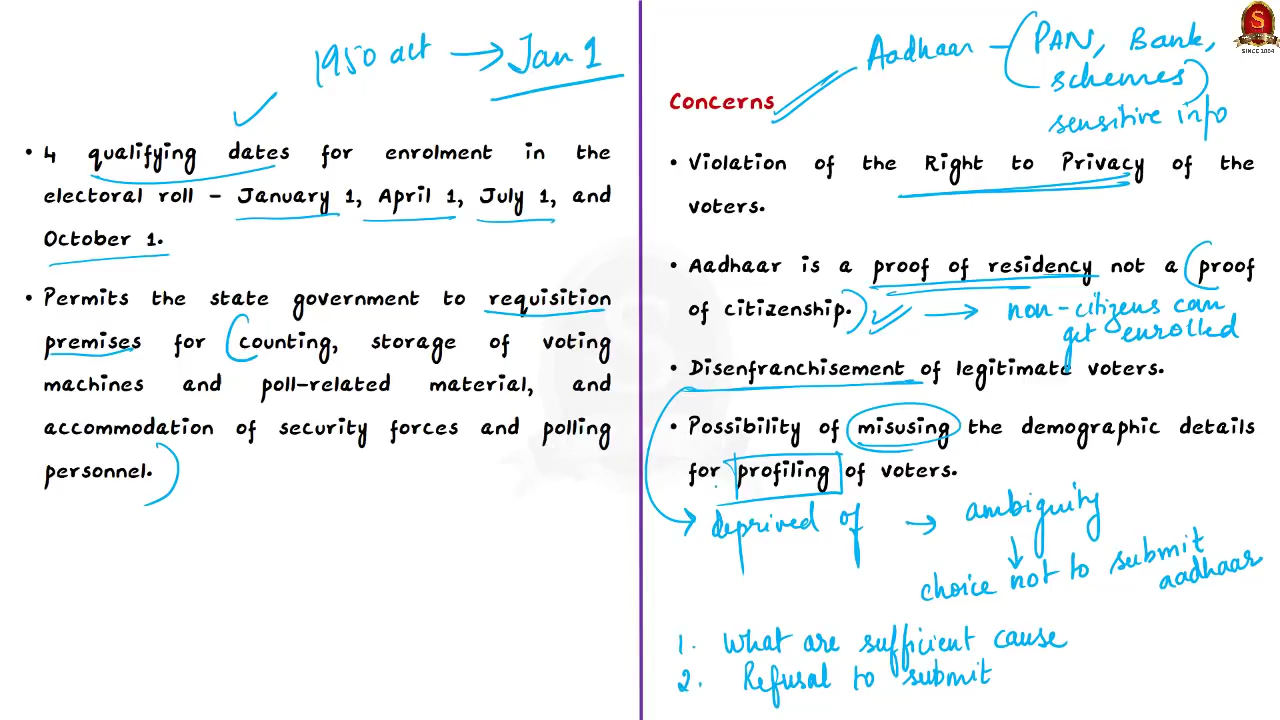 1950 act → Jan 1
• 4 qualifying dates for enrolment in the
electoral roll – January 1, April 1, July 1, and
October 1.
• Permits the state government to requisition
premises for counting, storage of voting
machines and poll-related material, and
accommodation of security forces and polling
personnel.
S
SINCE 2004
Aadhaar – PAN, Bank,
schemes
sensitive info
Concerns
• Violation of the Right to Privacy of the
voters.
• Aadhaar is a proof of residency not a proof
of citizenship. → non-citizens can
get enrolled
• Disenfranchisement of legitimate voters.
• Possibility of misusing the demographic details
for profiling of voters.
deprived of → ambiguity
choice not to submit
aadhaar
1. What are sufficient cause
2. Refusal to submit